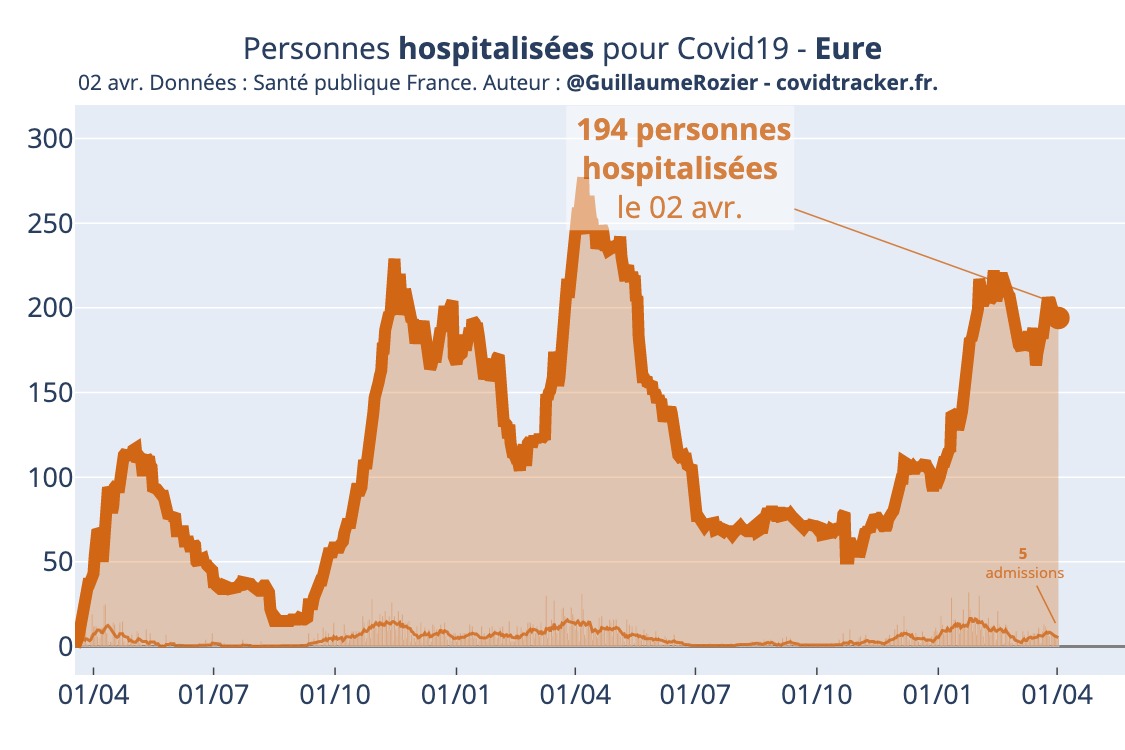 Personnes hospitalisées pour Covid19 - Eure
02 avr. Données : Santé publique France. Auteur : @GuillaumeRozier - covidtracker.fr.
194 personnes
hospitalisées
le 02 avr.
300
250
200
150
100
50
0
5
admissions
01/04
01/07
01/10
01/01
01/04
01/07
01/10
01/01
01/04